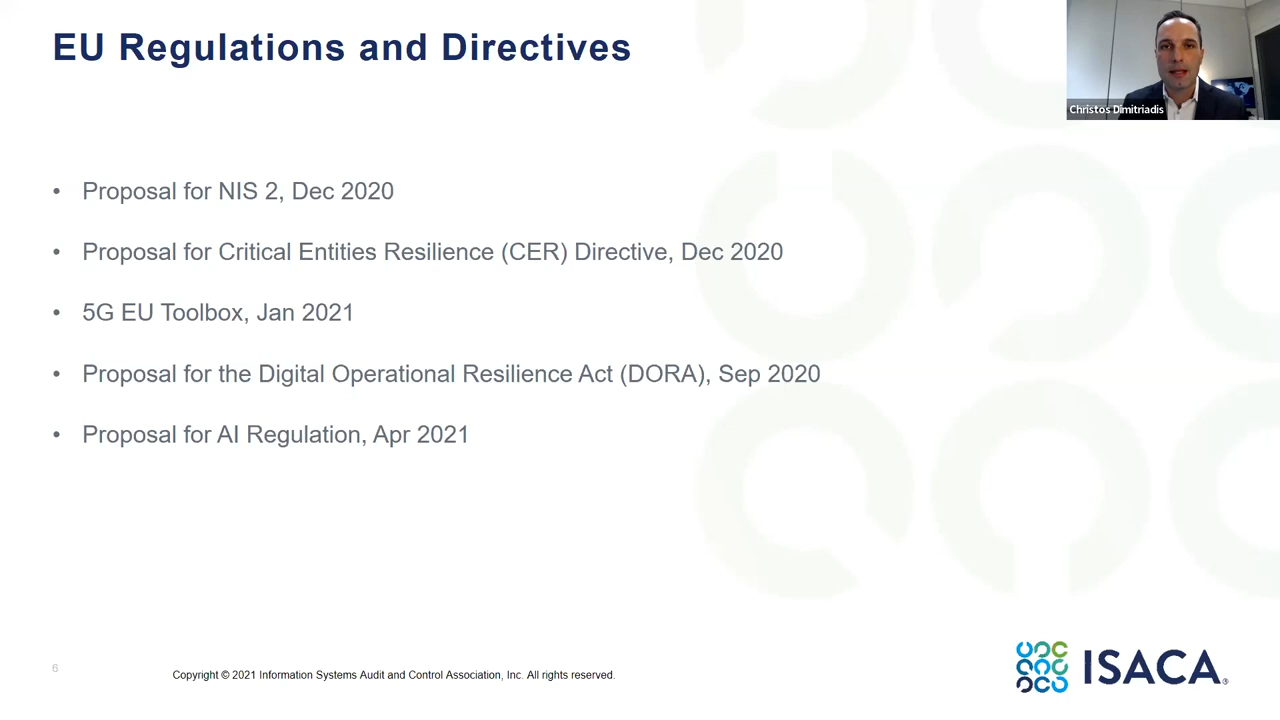 EU Regulations and Directives
Christos Dimitriadis
• Proposal for NIS 2, Dec 2020
• Proposal for Critical Entities Resilience (CER) Directive, Dec 2020
• 5G EU Toolbox, Jan 2021
• Proposal for the Digital Operational Resilience Act (DORA), Sep 2020
• Proposal for AI Regulation, Apr 2021
6
Copyright © 2021 Information Systems Audit and Control Association, Inc. All rights reserved.
ISACA®